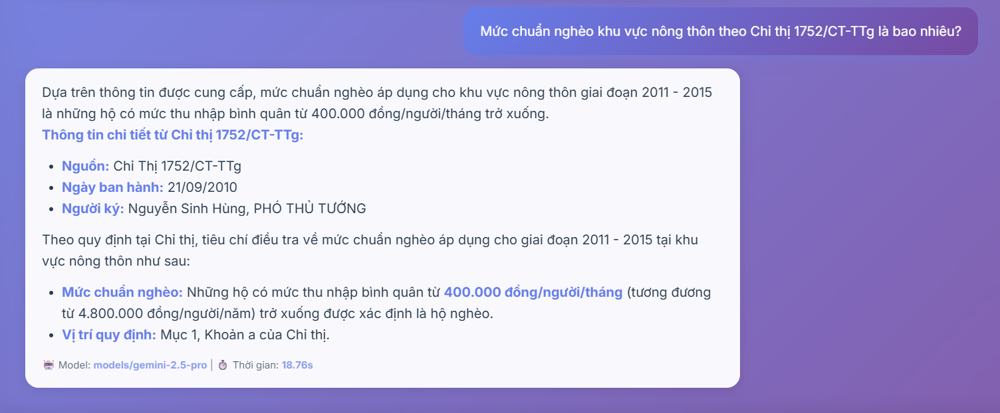 Mức chuẩn nghèo khu vực nông thôn theo Chỉ thị 1752/CT-TTg là bao nhiêu?
Dựa trên thông tin được cung cấp, mức chuẩn nghèo áp dụng cho khu vực nông thôn giai đoạn 2011 - 2015
là những hộ có mức thu nhập bình quân từ 400.000 đồng/người/tháng trở xuống.
Thông tin chi tiết từ Chỉ thị 1752/CT-TTg:
• Nguồn: Chỉ Thị 1752/CT-TTg
• Ngày ban hành: 21/09/2010
• Người ký: Nguyễn Sinh Hùng, PHÓ THỦ TƯỚNG
Theo quy định tại Chỉ thị, tiêu chí điều tra về mức chuẩn nghèo áp dụng cho giai đoạn 2011 - 2015 tại khu
vực nông thôn như sau:
• Mức chuẩn nghèo: Những hộ có mức thu nhập bình quân từ 400.000 đồng/người/tháng (tương đương
từ 4.800.000 đồng/người/năm) trở xuống được xác định là hộ nghèo.
• Vị trí quy định: Mục 1, Khoản a của Chỉ thị.
Model: models/gemini-2.5-pro | Thời gian: 18.76s